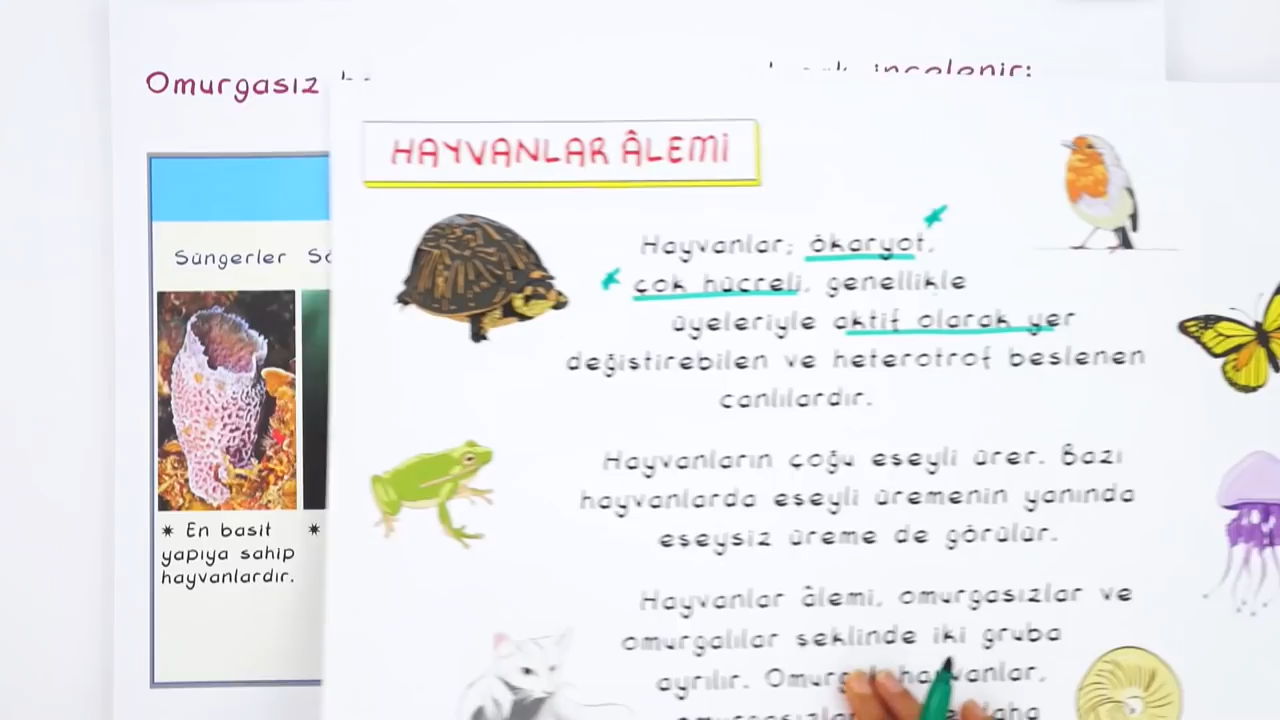 Omurgasız
incelenir:
HAYVANLAR ÂLEMİ
Süngerler
Hayvanlar; ökaryot,
çok hücreli, genellikle
üyeleriyle aktif olarak yer
değiştirebilen ve heterotrof beslenen
canlılardır.
Hayvanların çoğu eşeyli ürer. Bazı
hayvanlarda eşeyli üremenin yanında
eşeysiz üreme de görülür.
* En basit
yapıya sahip
hayvanlardır.
Hayvanlar âlemi, omurgasızlar ve
omurgalılar şeklinde iki gruba
ayrılır.